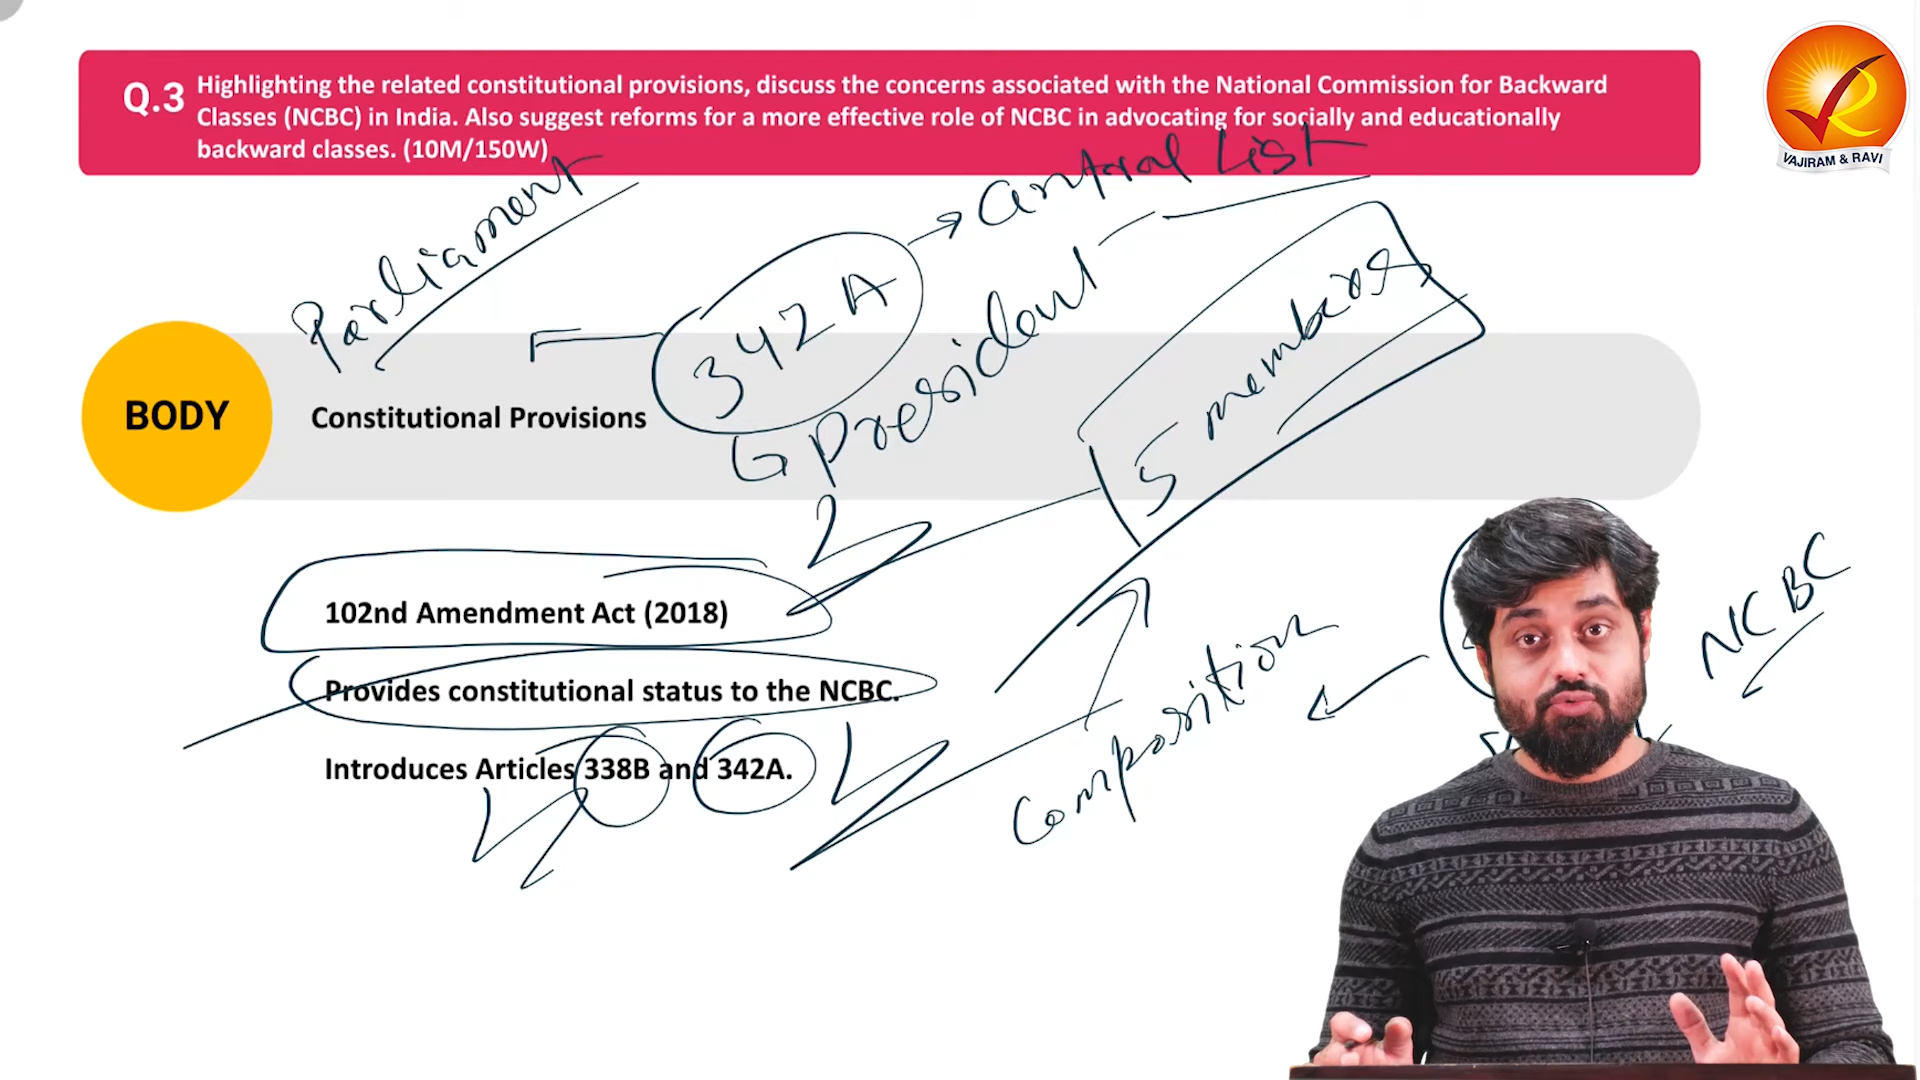 Q.3 Highlighting the related constitutional provisions, discuss the concerns associated with the National Commission for Backward
Classes (NCBC) in India. Also suggest reforms for a more effective role of NCBC in advocating for socially and educationally
backward classes. (10M/150W)
VAJIRAM & RAVI
Parliament
Central List
342A
President
5 members
BODY
Constitutional Provisions
102nd Amendment Act (2018)
NCBC
Provides constitutional status to the NCBC.
Composition
Introduces Articles 338B and 342A.